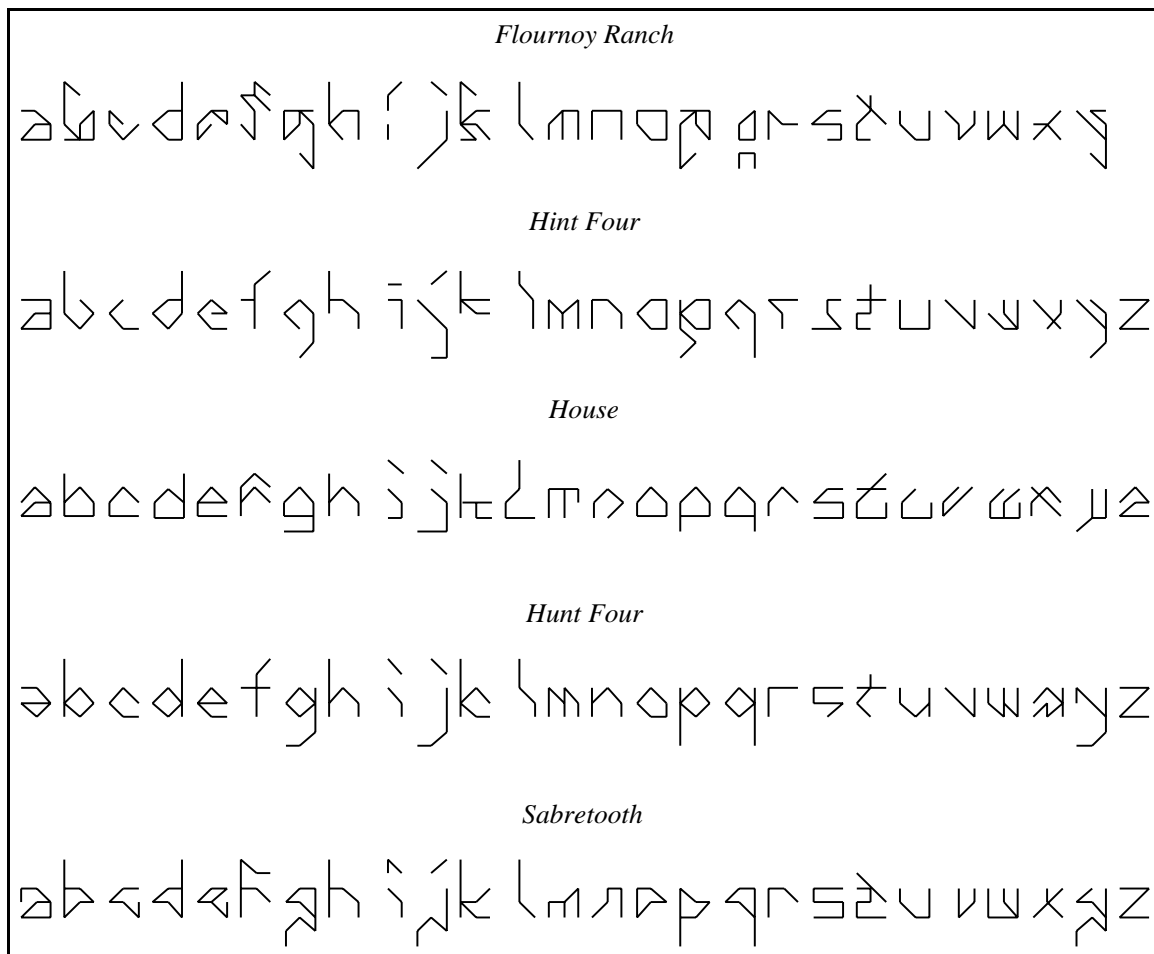 Flournoy Ranch
abcdefghijklmnopqrstuvwxy
Hint Four
abcdefghijklmnopqrstuvwxyz
House
abcdefghijklmnopqrstuvwxyz
Hunt Four
abcdefghijklmnopqrstuvwxyz
Sabretooth
abcdefghijklmnopqrstuvwxyz